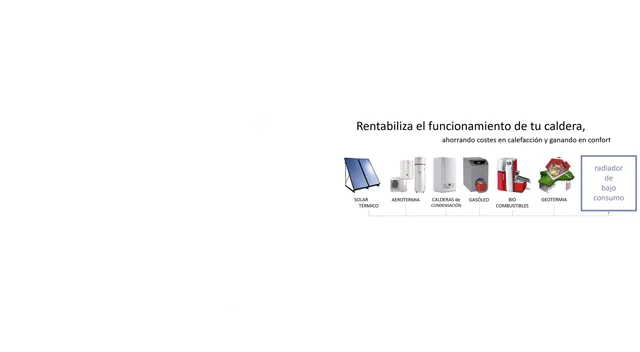 Rentabiliza el funcionamiento de tu caldera,
ahorrando costes en calefacción y ganando en confort
SOLAR
TÉRMICO
AEROTERMIA
CALDERAS de
CONDENSACIÓN
GASÓLEO
BIO
COMBUSTIBLES
GEOTERMIA
radiador
de
bajo
consumo